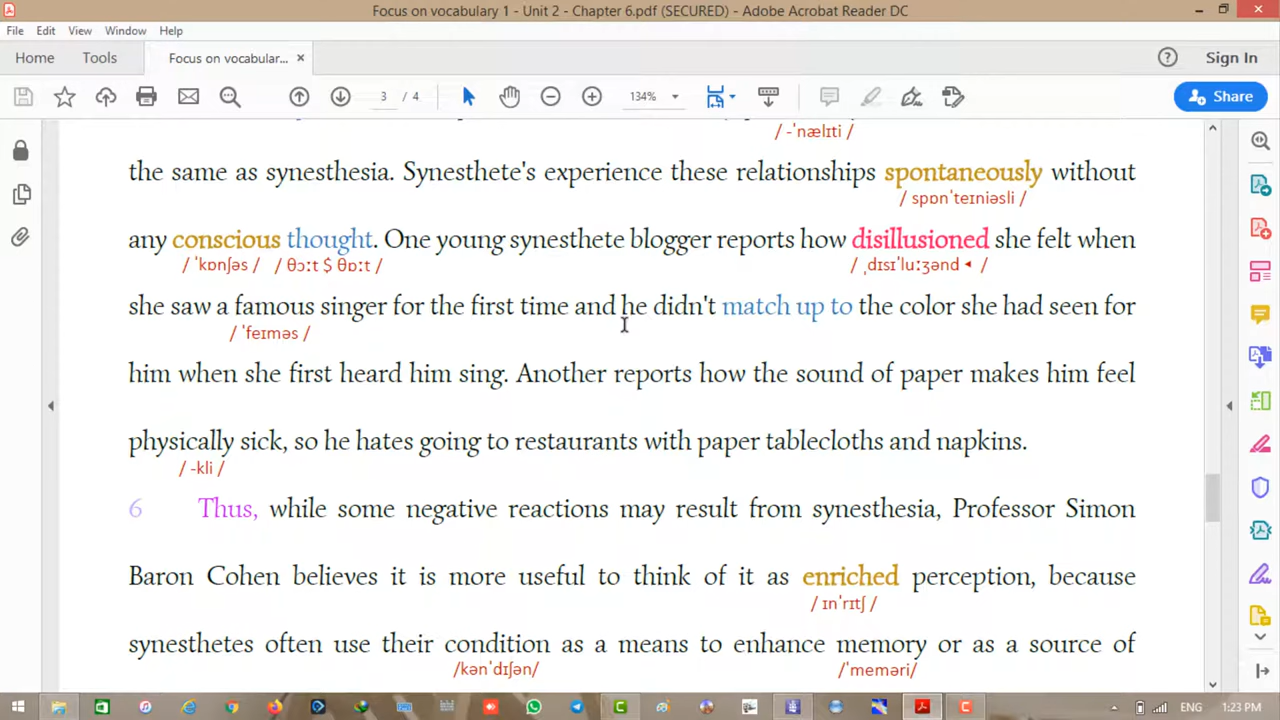 Focus on vocabulary 1 - Unit 2 - Chapter 6.pdf (SECURED) - Adobe Acrobat Reader DC
File Edit View Window Help
Home Tools Focus on vocabular... × Sign In
3 / 4 134% Share
/ -ˈnælɪti /
the same as synesthesia. Synesthete's experience these relationships spontaneously without
/ spɒnˈteɪniəsli /
any conscious thought. One young synesthete blogger reports how disillusioned she felt when
/ ˈkɒnʃəs / / θɔːt $ θɒːt / / ˌdɪsɪˈluːʒənd ◂ /
she saw a famous singer for the first time and he didn't match up to the color she had seen for
/ ˈfeɪməs /
him when she first heard him sing. Another reports how the sound of paper makes him feel
physically sick, so he hates going to restaurants with paper tablecloths and napkins.
/ -kli /
6 Thus, while some negative reactions may result from synesthesia, Professor Simon
Baron Cohen believes it is more useful to think of it as enriched perception, because
/ ɪnˈrɪtʃ /
synesthetes often use their condition as a means to enhance memory or as a source of
/kənˈdɪʃən/ /ˈmeməri/
ENG 1:23 PM